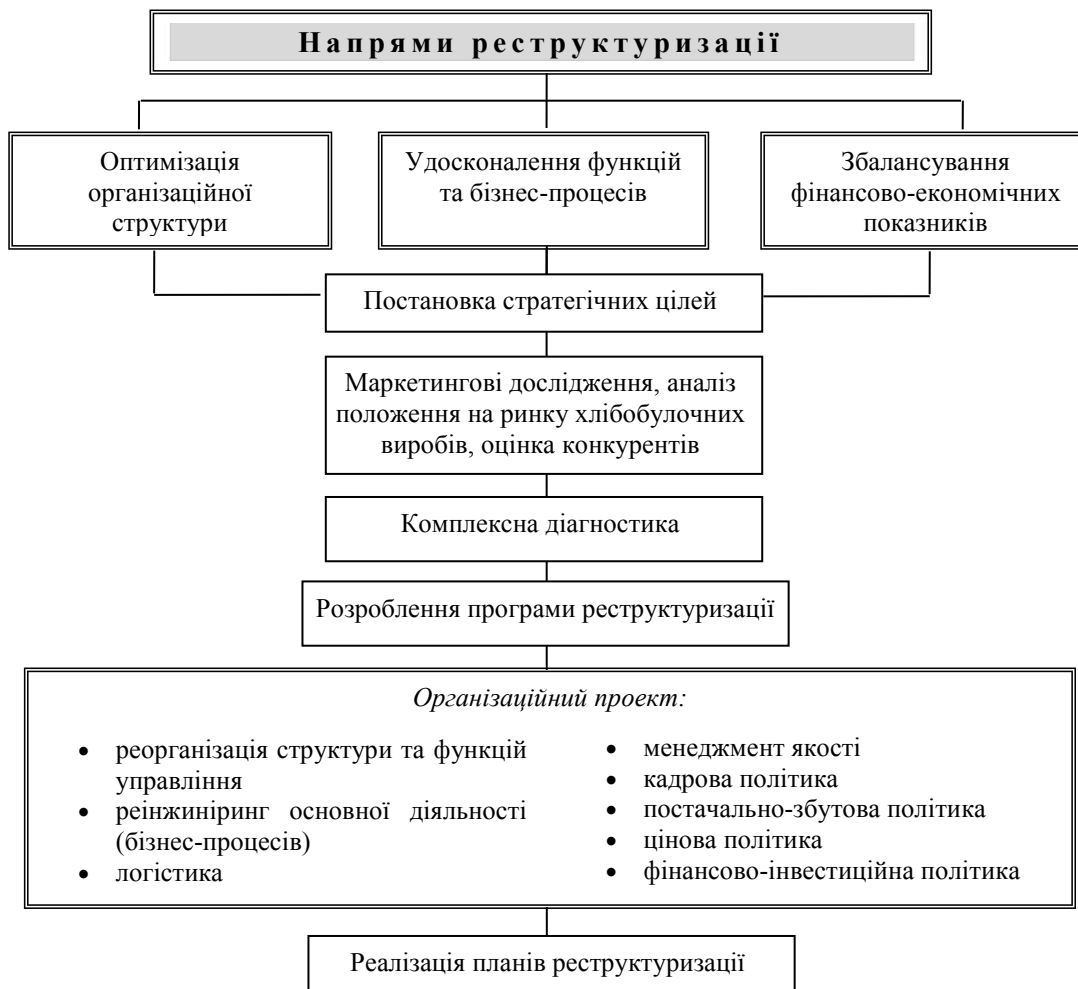 Напрями реструктуризації
Оптимізація
організаційної
структури
Удосконалення функцій
та бізнес-процесів
Збалансування
фінансово-економічних
показників
Постановка стратегічних цілей
Маркетингові дослідження, аналіз
положення на ринку хлібобулочних
виробів, оцінка конкурентів
Комплексна діагностика
Розроблення програми реструктуризації
Організаційний проект:
• реорганізація структури та функцій
управління
• реінжиніринг основної діяльності
(бізнес-процесів)
• логістика
• менеджмент якості
• кадрова політика
• постачально-збутова політика
• цінова політика
• фінансово-інвестиційна політика
Реалізація планів реструктуризації